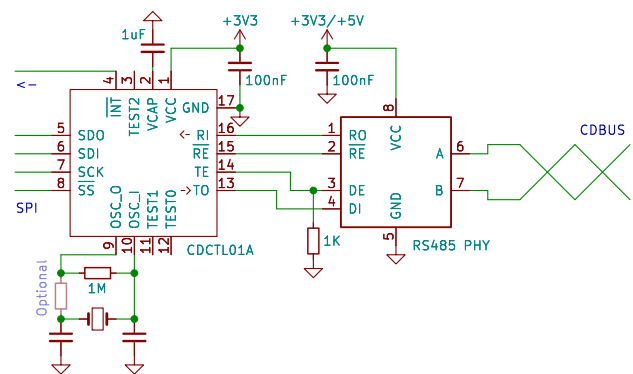 1uF
+3V3
+3V3/+5V
<-
100nF
100nF
4
3
2
1
INT
TEST2
VCAP
VCC
GND
17
8
VCC
5
SDO
<- RI
16
1
RO
6
SDI
RE
15
2
RE
A
6
CDBUS
7
SCK
TE
14
3
DE
B
7
8
SS
->TO
13
4
DI
GND
SPI
OSC_O
OSC_I
TEST1
TEST0
9
10
11
12
CDCTL01A
1K
5
RS485 PHY
Optional
1M